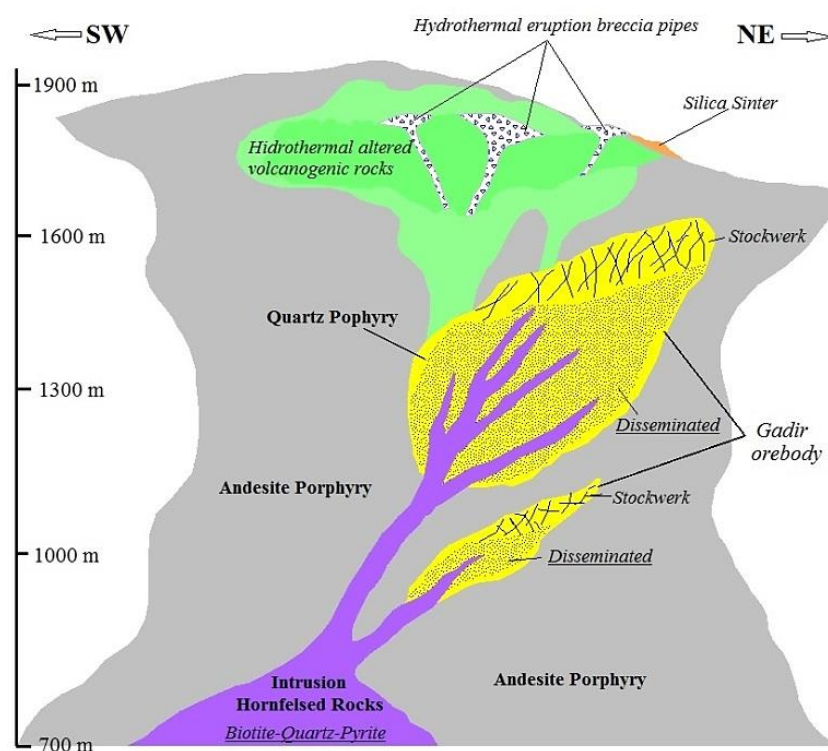 SW
Hydrothermal eruption breccia pipes
NE
1900 m
Silica Sinter
Hidrothermal altered
volcanogenic rocks
1600 m
Stockwerk
Quartz Pophyry
1300 m
Disseminated
Gadir
orebody
Andesite Porphyry
Stockwerk
1000 m
Disseminated
Intrusion
Hornfelsed Rocks
Biotite-Quartz-Pyrite
Andesite Porphyry
700 m